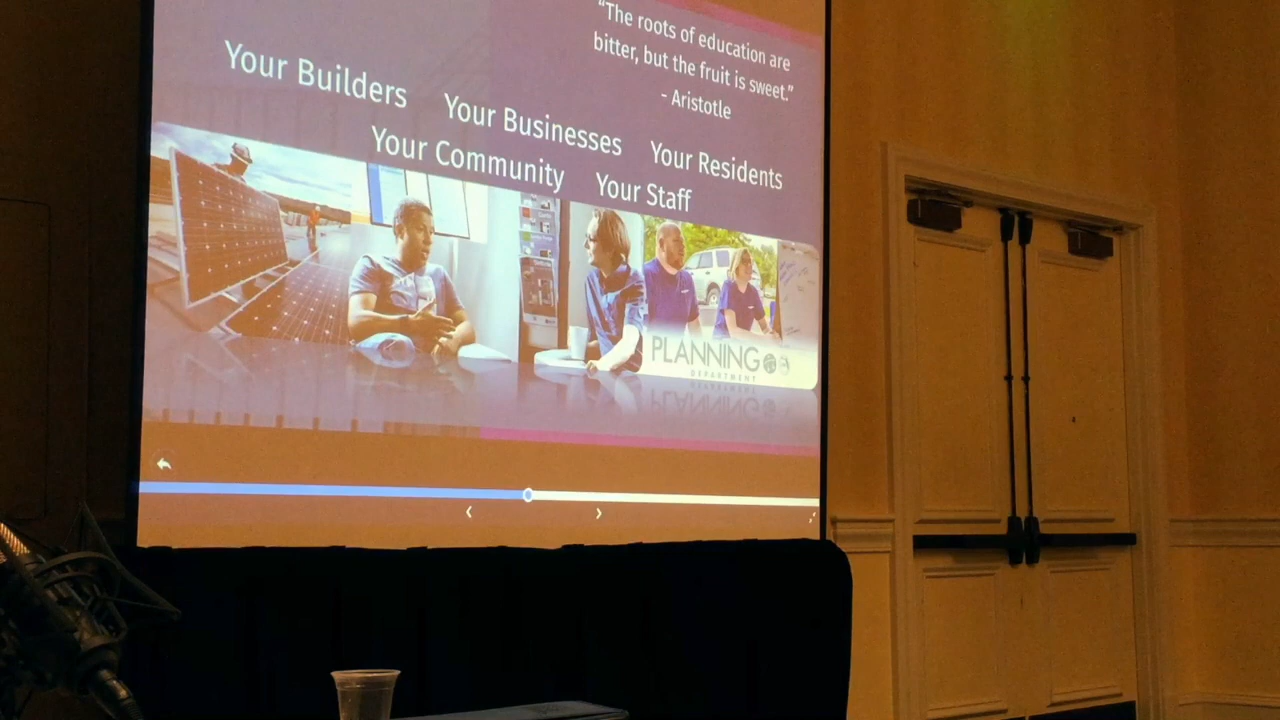 “The roots of education are
bitter, but the fruit is sweet.”
- Aristotle
Your Builders
Your Businesses
Your Residents
Your Community
Your Staff
PLANNING
DEPARTMENT